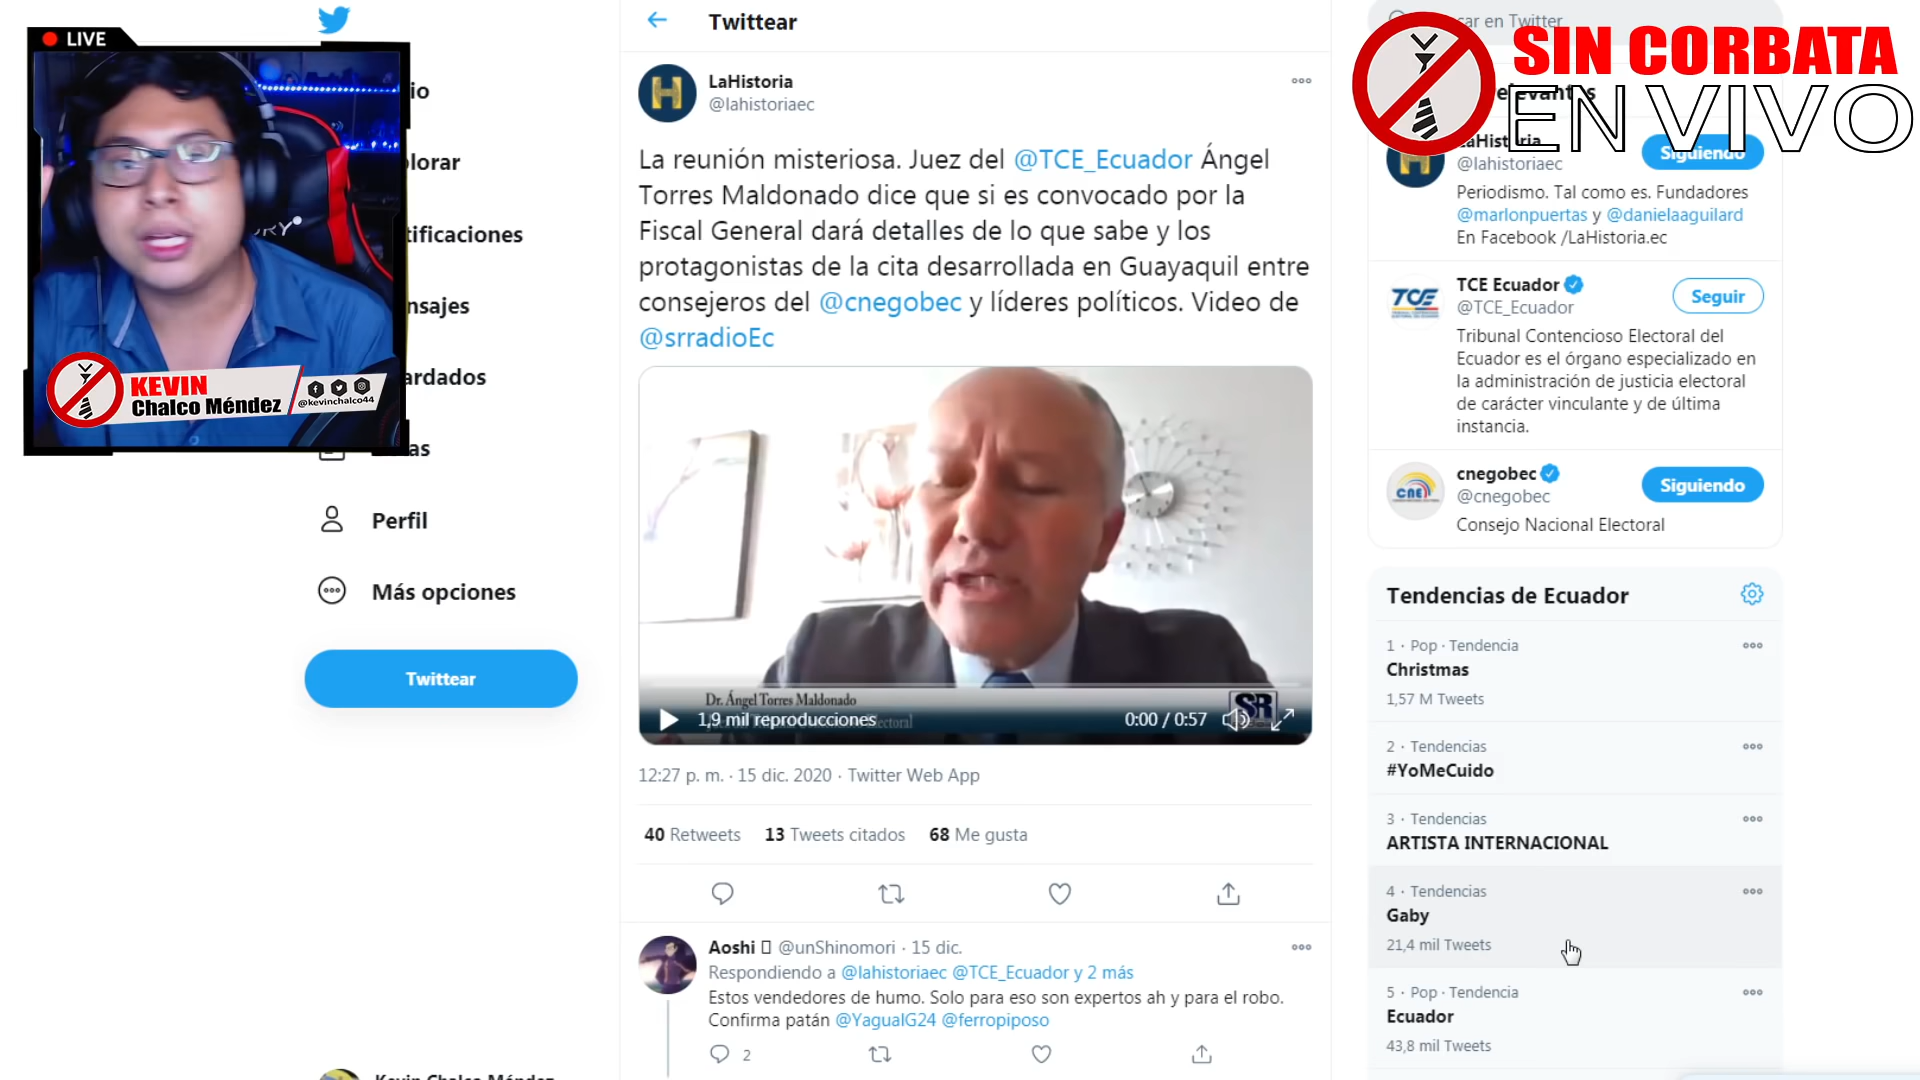 LIVE
KEVIN
Chalco Méndez
@kevinchalco44
Perfil
Más opciones
Twittear
Twittear
LaHistoria
@lahistoriaec
La reunión misteriosa. Juez del @TCE_Ecuador Ángel
Torres Maldonado dice que si es convocado por la
Fiscal General dará detalles de lo que sabe y los
protagonistas de la cita desarrollada en Guayaquil entre
consejeros del @cnegobec y líderes políticos. Video de
@srradioEc
Dr. Ángel Torres Maldonado
SR
1,9 mil reproducciones
0:00 / 0:57
12:27 p. m. · 15 dic. 2020 · Twitter Web App
40 Retweets 13 Tweets citados 68 Me gusta
Aoshi @unShinomori · 15 dic.
Respondiendo a @lahistoriaec @TCE_Ecuador y 2 más
Estos vendedores de humo. Solo para eso son expertos ah y para el robo.
Confirma patán @YagualG24 @ferropiposo
2
SIN CORBATA
EN VIVO
en Twitter
@lahistoriaec
Siguiendo
Periodismo. Tal como es. Fundadores
@marlonpuertas y @danielaaguilard
En Facebook /LaHistoria.ec
TCE
TCE Ecuador
@TCE_Ecuador
Seguir
Tribunal Contencioso Electoral del
Ecuador es el órgano especializado en
la administración de justicia electoral
de carácter vinculante y de última
instancia.
CNE
cnegobec
@cnegobec
Siguiendo
Consejo Nacional Electoral
Tendencias de Ecuador
1 · Pop · Tendencia
Christmas
1,57 M Tweets
2 · Tendencias
#YoMeCuido
3 · Tendencias
ARTISTA INTERNACIONAL
4 · Tendencias
Gaby
21,4 mil Tweets
5 · Pop · Tendencia
Ecuador
43,8 mil Tweets